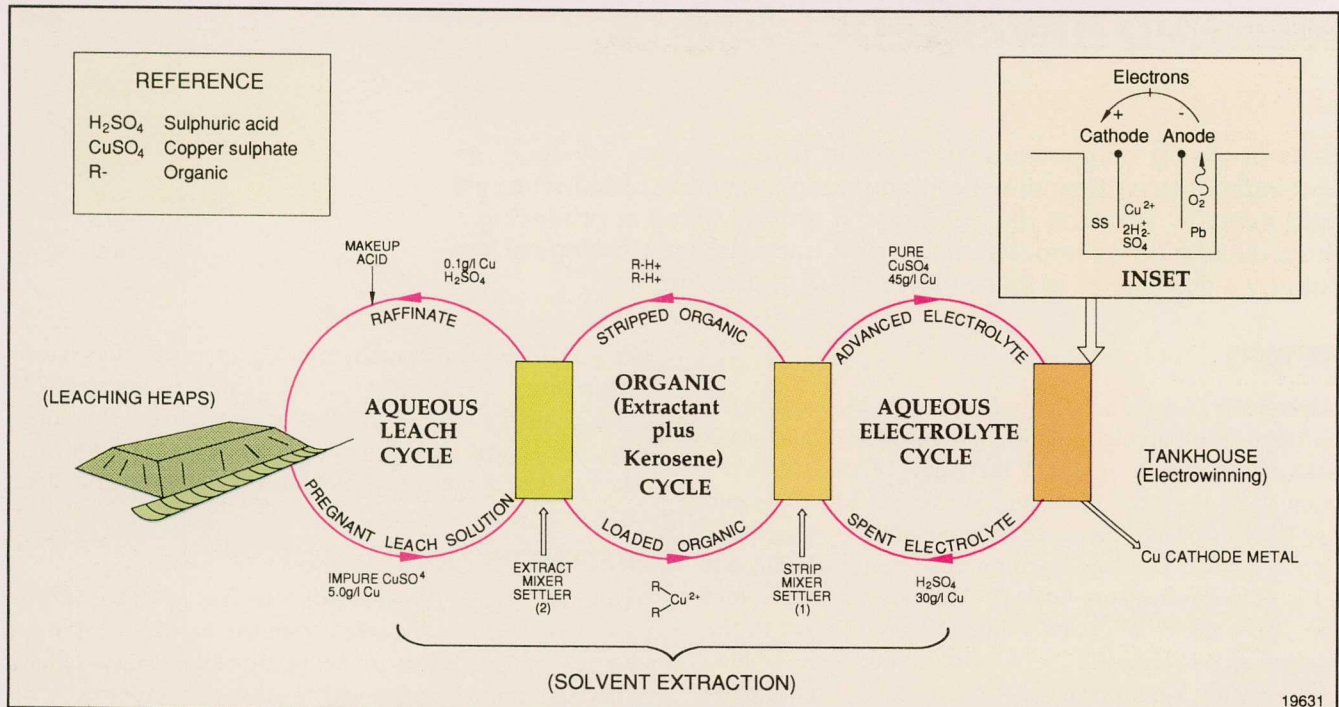 REFERENCE
H₂SO₄ Sulphuric acid
CuSO₄ Copper sulphate
R- Organic
Electrons
+ -
Cathode Anode
SS
Cu²⁺
2H₂⁺-
SO₄
O₂
Pb
INSET
MAKEUP
ACID
0.1g/l Cu
H₂SO₄
RAFFINATE
R-H+
R-H+
STRIPPED ORGANIC
PURE
CuSO₄
45g/l Cu
ADVANCED ELECTROLYTE
(LEACHING HEAPS)
AQUEOUS
LEACH
CYCLE
ORGANIC
(Extractant
plus
Kerosene)
CYCLE
AQUEOUS
ELECTROLYTE
CYCLE
TANKHOUSE
(Electrowinning)
PREGNANT LEACH SOLUTION
LOADED ORGANIC
SPENT ELECTROLYTE
IMPURE CuSO⁴
5.0g/l Cu
EXTRACT
MIXER
SETTLER
(2)
R
Cu²⁺
R
STRIP
MIXER
SETTLER
(1)
H₂SO₄
30g/l Cu
Cu CATHODE METAL
(SOLVENT EXTRACTION)
19631